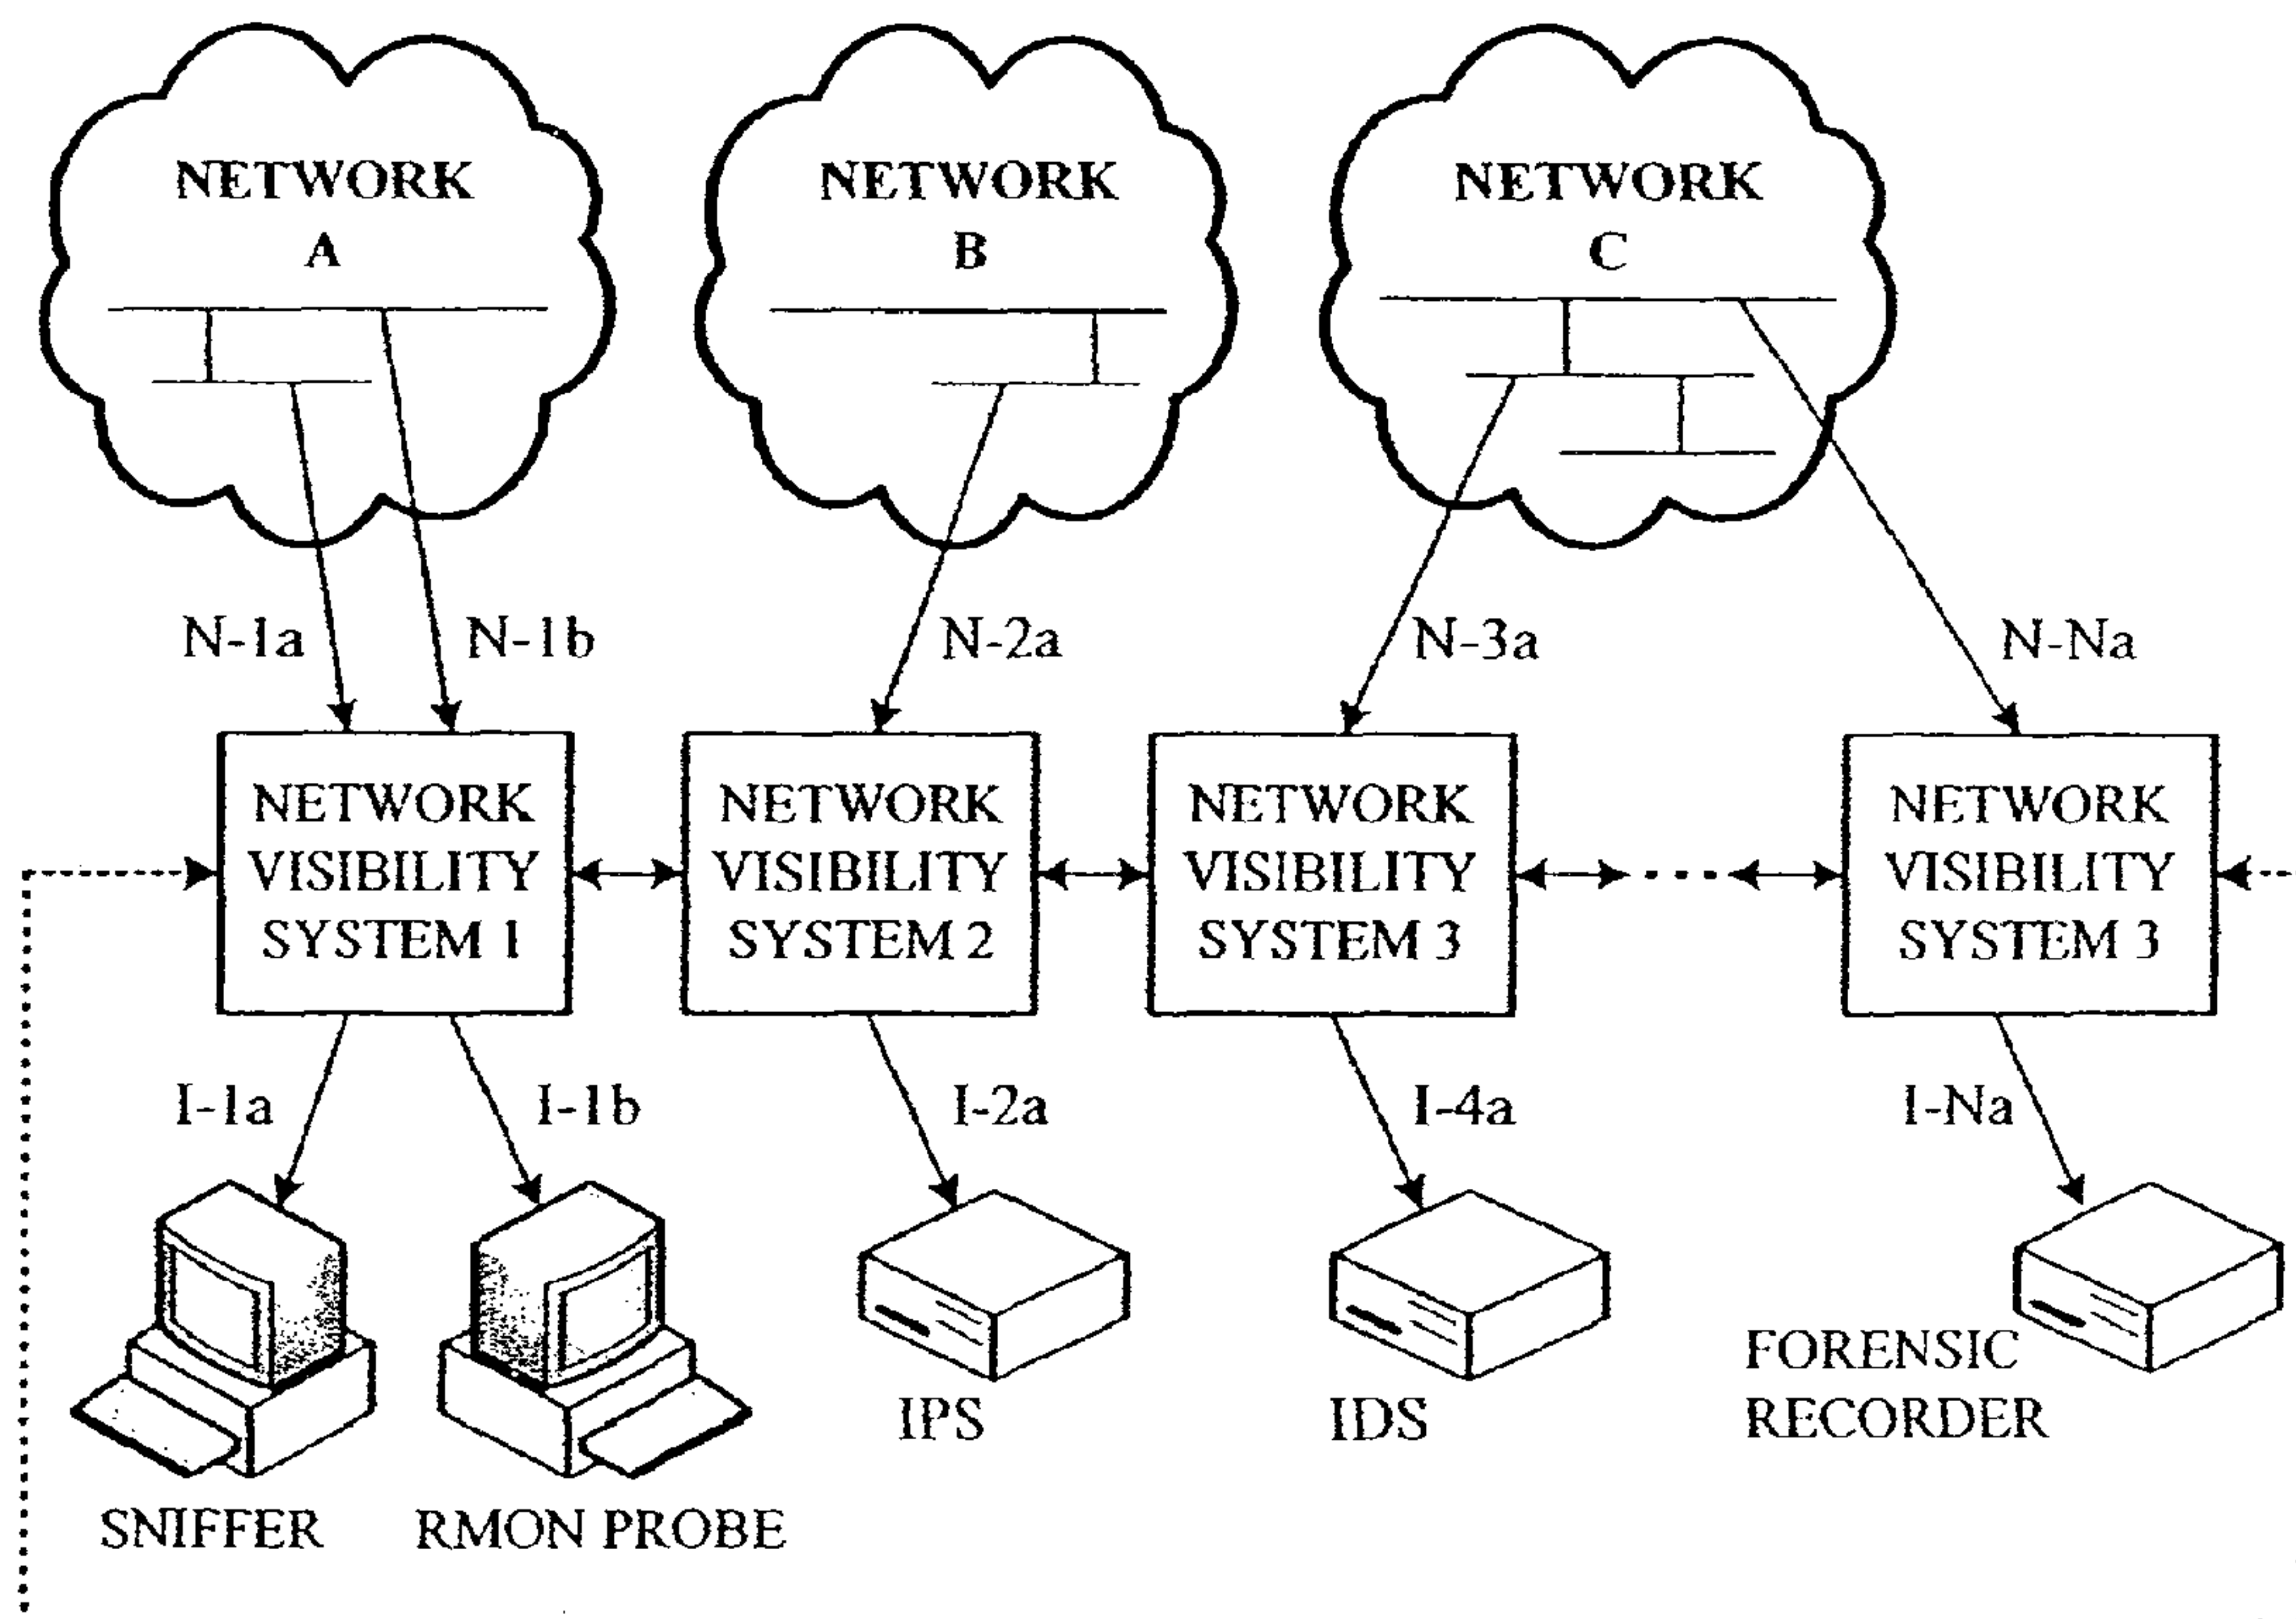 NETWORK
A
NETWORK
B
NETWORK
C
N-1a
N-1b
N-2a
N-3a
N-Na
NETWORK
VISIBILITY
SYSTEM 1
NETWORK
VISIBILITY
SYSTEM 2
NETWORK
VISIBILITY
SYSTEM 3
NETWORK
VISIBILITY
SYSTEM 3
I-1a
I-1b
I-2a
I-4a
I-Na
SNIFFER
RMON PROBE
IPS
IDS
FORENSIC
RECORDER